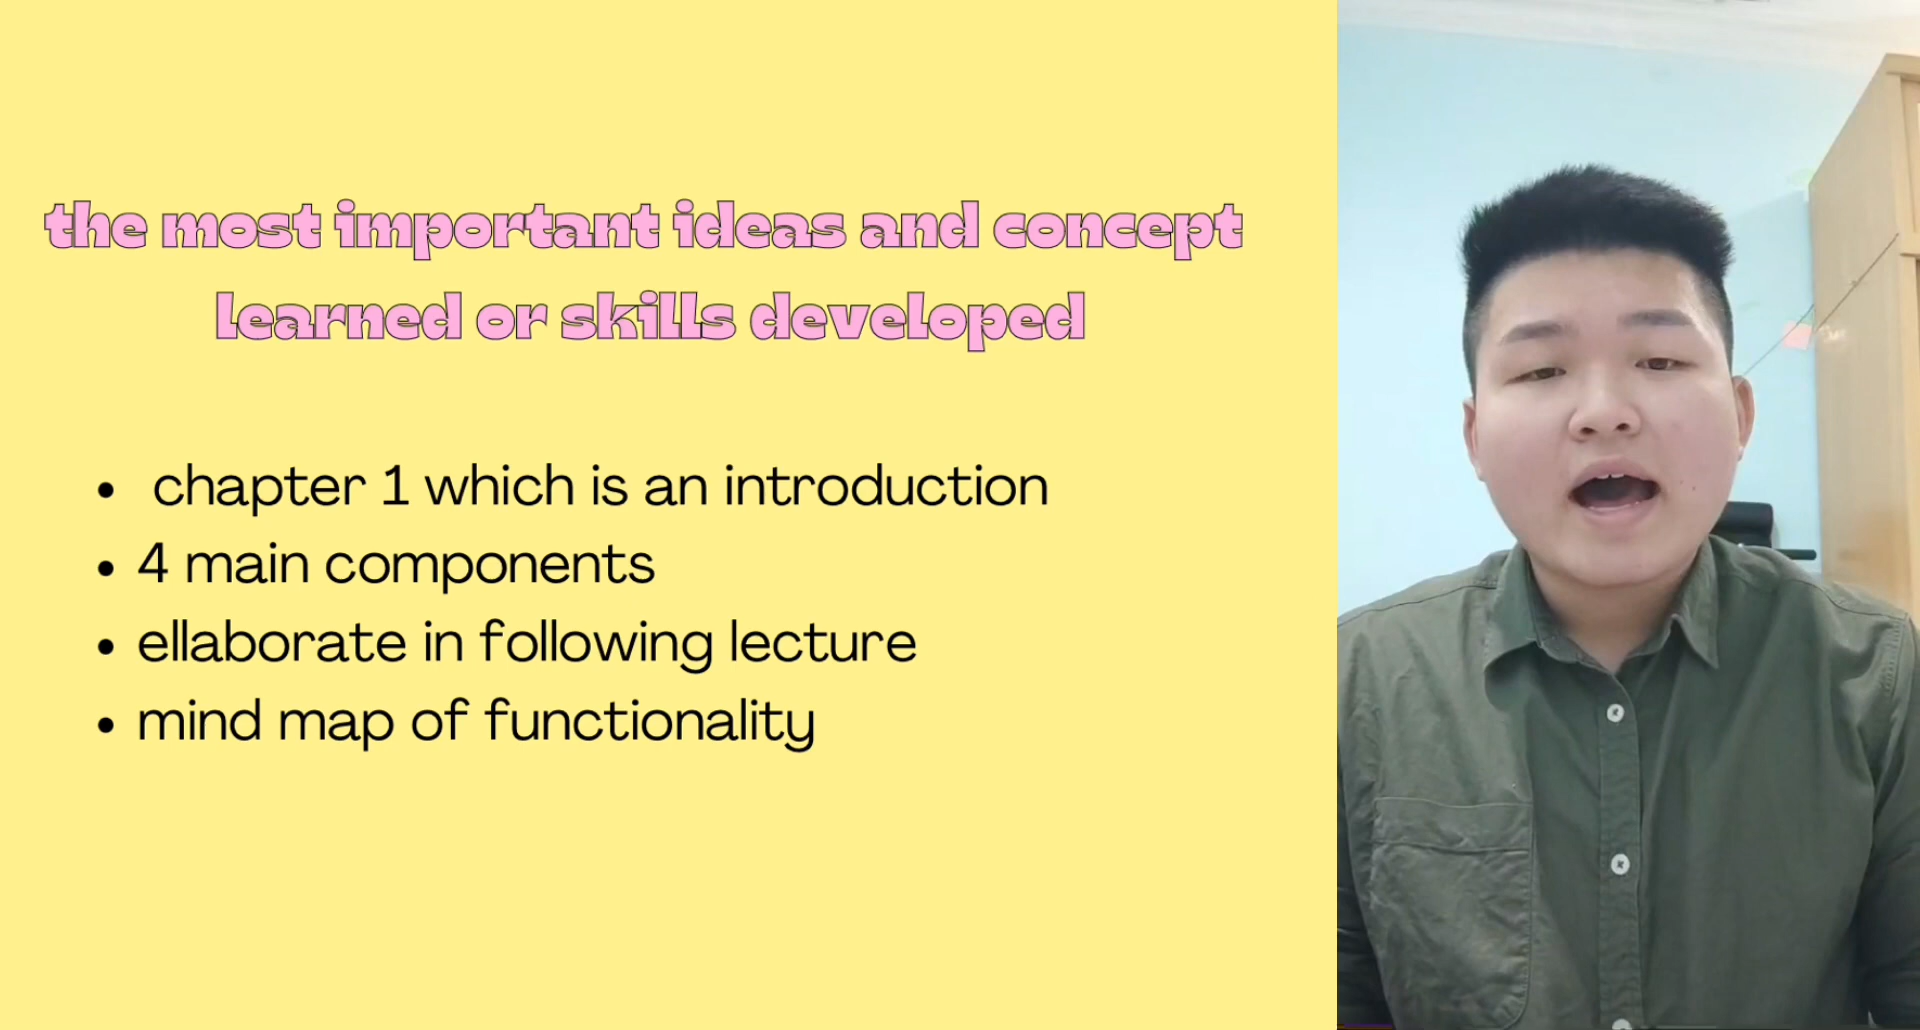 the most important ideas and concept
learned or skills developed
• chapter 1 which is an introduction
• 4 main components
• ellaborate in following lecture
• mind map of functionality